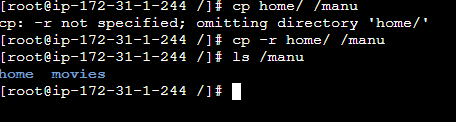 [root@ip-172-31-1-244 /]# cp home/ /manu
cp: -r not specified; omitting directory 'home/'
[root@ip-172-31-1-244 /]# cp -r home/ /manu
[root@ip-172-31-1-244 /]# ls /manu
home  movies
[root@ip-172-31-1-244 /]#